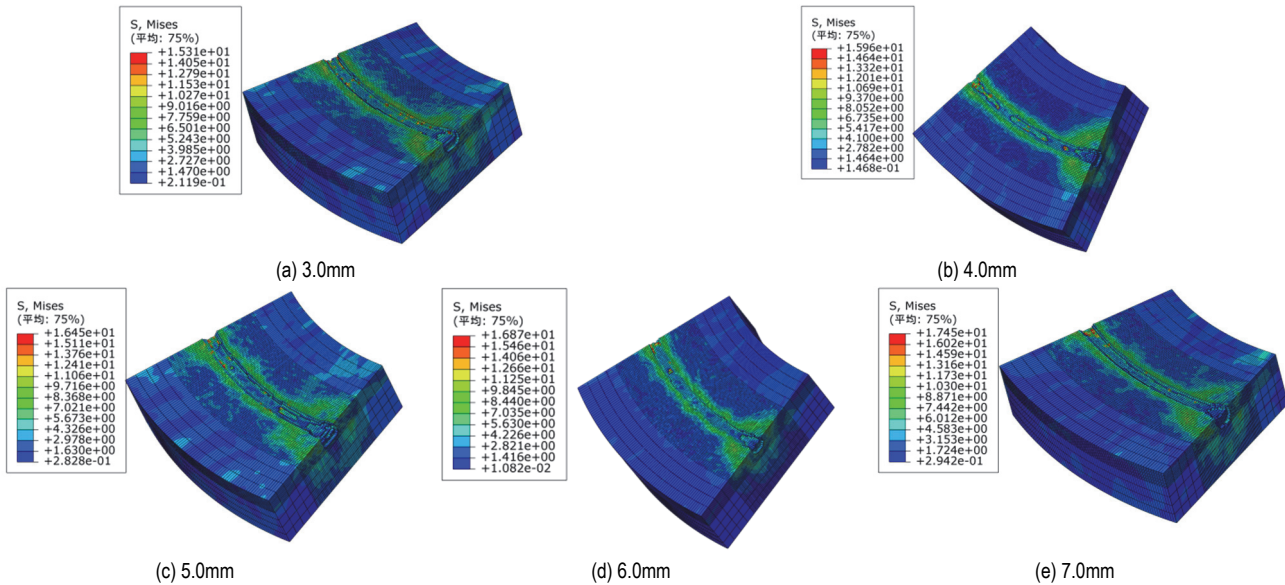 S, Mises
(平均: 75%)
+1.531e+01
+1.405e+01
+1.279e+01
+1.153e+01
+1.027e+01
+9.016e+00
+7.759e+00
+6.501e+00
+5.243e+00
+3.985e+00
+2.727e+00
+1.470e+00
+2.119e-01
(a) 3.0mm
S, Mises
(平均: 75%)
+1.596e+01
+1.464e+01
+1.332e+01
+1.201e+01
+1.069e+01
+9.370e+00
+8.052e+00
+6.735e+00
+5.417e+00
+4.100e+00
+2.782e+00
+1.464e+00
+1.468e-01
(b) 4.0mm
S, Mises
(平均: 75%)
+1.645e+01
+1.511e+01
+1.376e+01
+1.241e+01
+1.106e+01
+9.716e+00
+8.368e+00
+7.021e+00
+5.673e+00
+4.326e+00
+2.978e+00
+1.630e+00
+2.828e-01
(c) 5.0mm
S, Mises
(平均: 75%)
+1.687e+01
+1.546e+01
+1.406e+01
+1.266e+01
+1.125e+01
+9.845e+00
+8.440e+00
+7.035e+00
+5.630e+00
+4.226e+00
+2.821e+00
+1.416e+00
+1.082e-02
(d) 6.0mm
S, Mises
(平均: 75%)
+1.745e+01
+1.602e+01
+1.459e+01
+1.316e+01
+1.173e+01
+1.030e+01
+8.871e+00
+7.442e+00
+6.012e+00
+4.583e+00
+3.153e+00
+1.724e+00
+2.942e-01
(e) 7.0mm